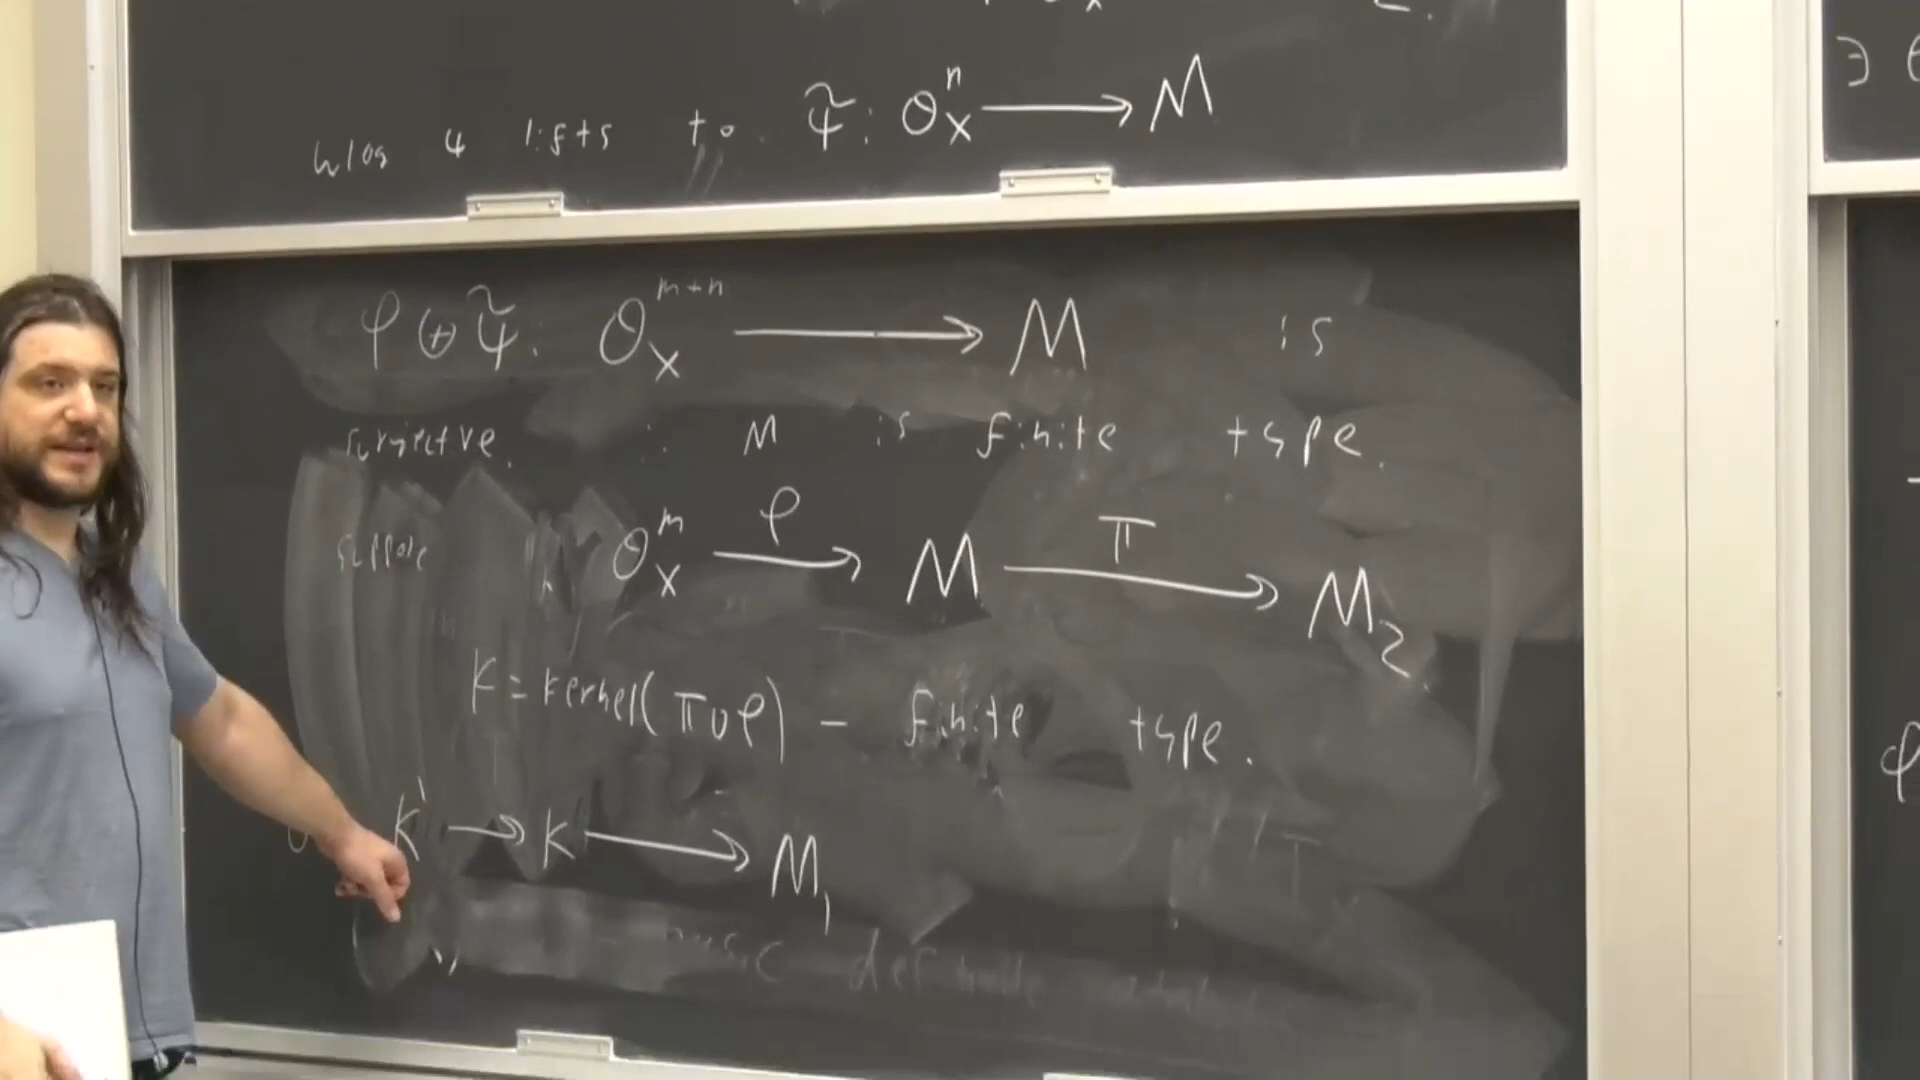 wlog ψ lifts to ψ̃: O_X^n → M
φ ⊕ ψ̃: O_X^{m+n} → M is
surjective. ∴ M is finite type.
suppose O_X^m →^φ M →^π M_2.
K = kernel(π∘φ) – finite type.
K' → K → M_1
∋
φ